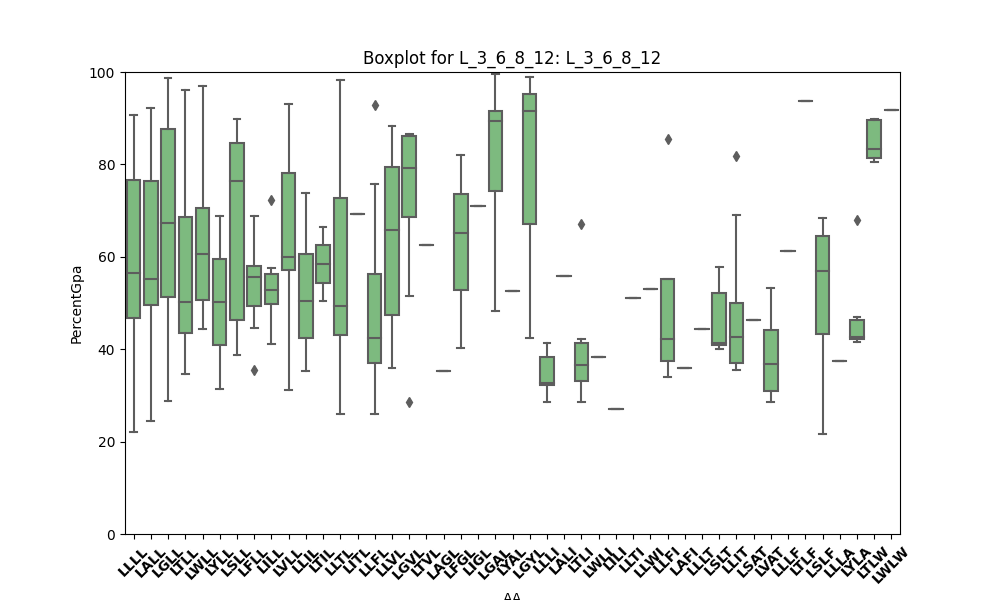 Boxplot for L_3_6_8_12: L_3_6_8_12
100
80
60
40
20
0
PercentGpa
LLLL
LALL
LGLL
LTLL
LWLL
LYLL
LSLL
LFLL
LILL
LVLL
LLIL
LTIL
LLTL
LITL
LLFL
LLVL
LGVL
LTVL
LAGL
LFGL
LIGL
LGAL
LYAL
LGYL
LLLI
LALI
LTLI
LWLI
LILI
LLTI
LLWI
LLFI
LAFI
LLLT
LSLT
LLIT
LSAT
LVAT
LLLF
LTLF
LSLF
LLLA
LYLA
LTLW
LWLW
AA